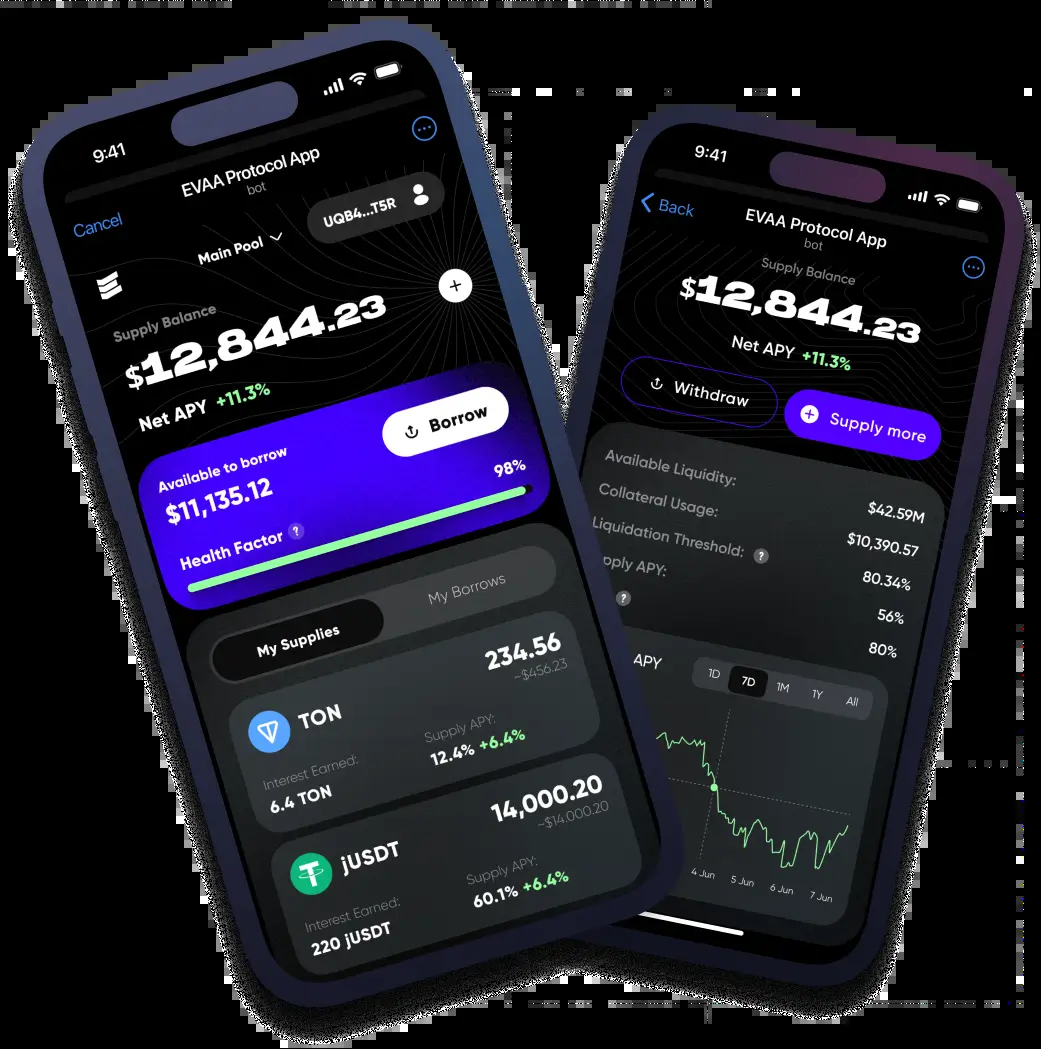 9:41
EVAA Protocol App
bot
Cancel
UQB4...T5R
Main Pool
Supply Balance
$12,844.23
Net APY +11.3%
Available to borrow
$11,135.12
Borrow
98%
Health Factor ?
My Supplies
My Borrows
TON
234.56
~$456.23
Interest Earned:
6.4 TON
Supply APY:
12.4% +6.4%
jUSDT
14,000.20
~$14.000.20
Interest Earned:
220 jUSDT
Supply APY:
60.1% +6.4%
9:41
Back
EVAA Protocol App
bot
Supply Balance
$12,844.23
Net APY +11.3%
Withdraw
Supply more
Available Liquidity: $42.59M
Collateral Usage: $10,390.57
Liquidation Threshold: ? 80.34%
pply APY: 56%
? 80%
APY
1D 7D 1M 1Y All
4 Jun 5 Jun 6 Jun 7 Jun